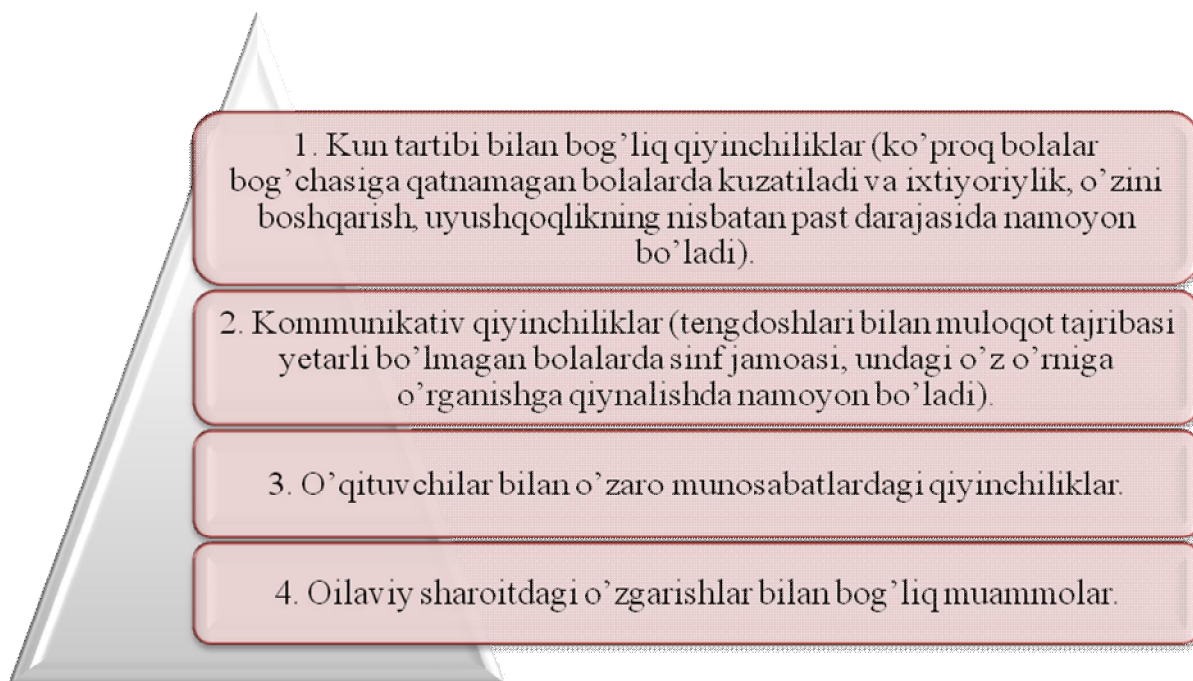 1. Kun tartibi bilan bog’liq qiyinchiliklar (ko’proq bolalar
bog’chasiga qatnamagan bolalarda kuzatiladi va ixtiyoriylik, o’zini
boshqarish, uyushqoqlikning nisbatan past darajasida namoyon
bo’ladi).
2. Kommunikativ qiyinchiliklar (tengdoshlari bilan muloqot tajribasi
yetarli bo’lmagan bolalarda sinf jamoasi, undagi o’z o’rniga
o’rganishga qiynalishda namoyon bo’ladi).
3. O’qituvchilar bilan o’zaro munosabatlardagi qiyinchiliklar.
4. Oilaviy sharoitdagi o’zgarishlar bilan bog’liq muammolar.